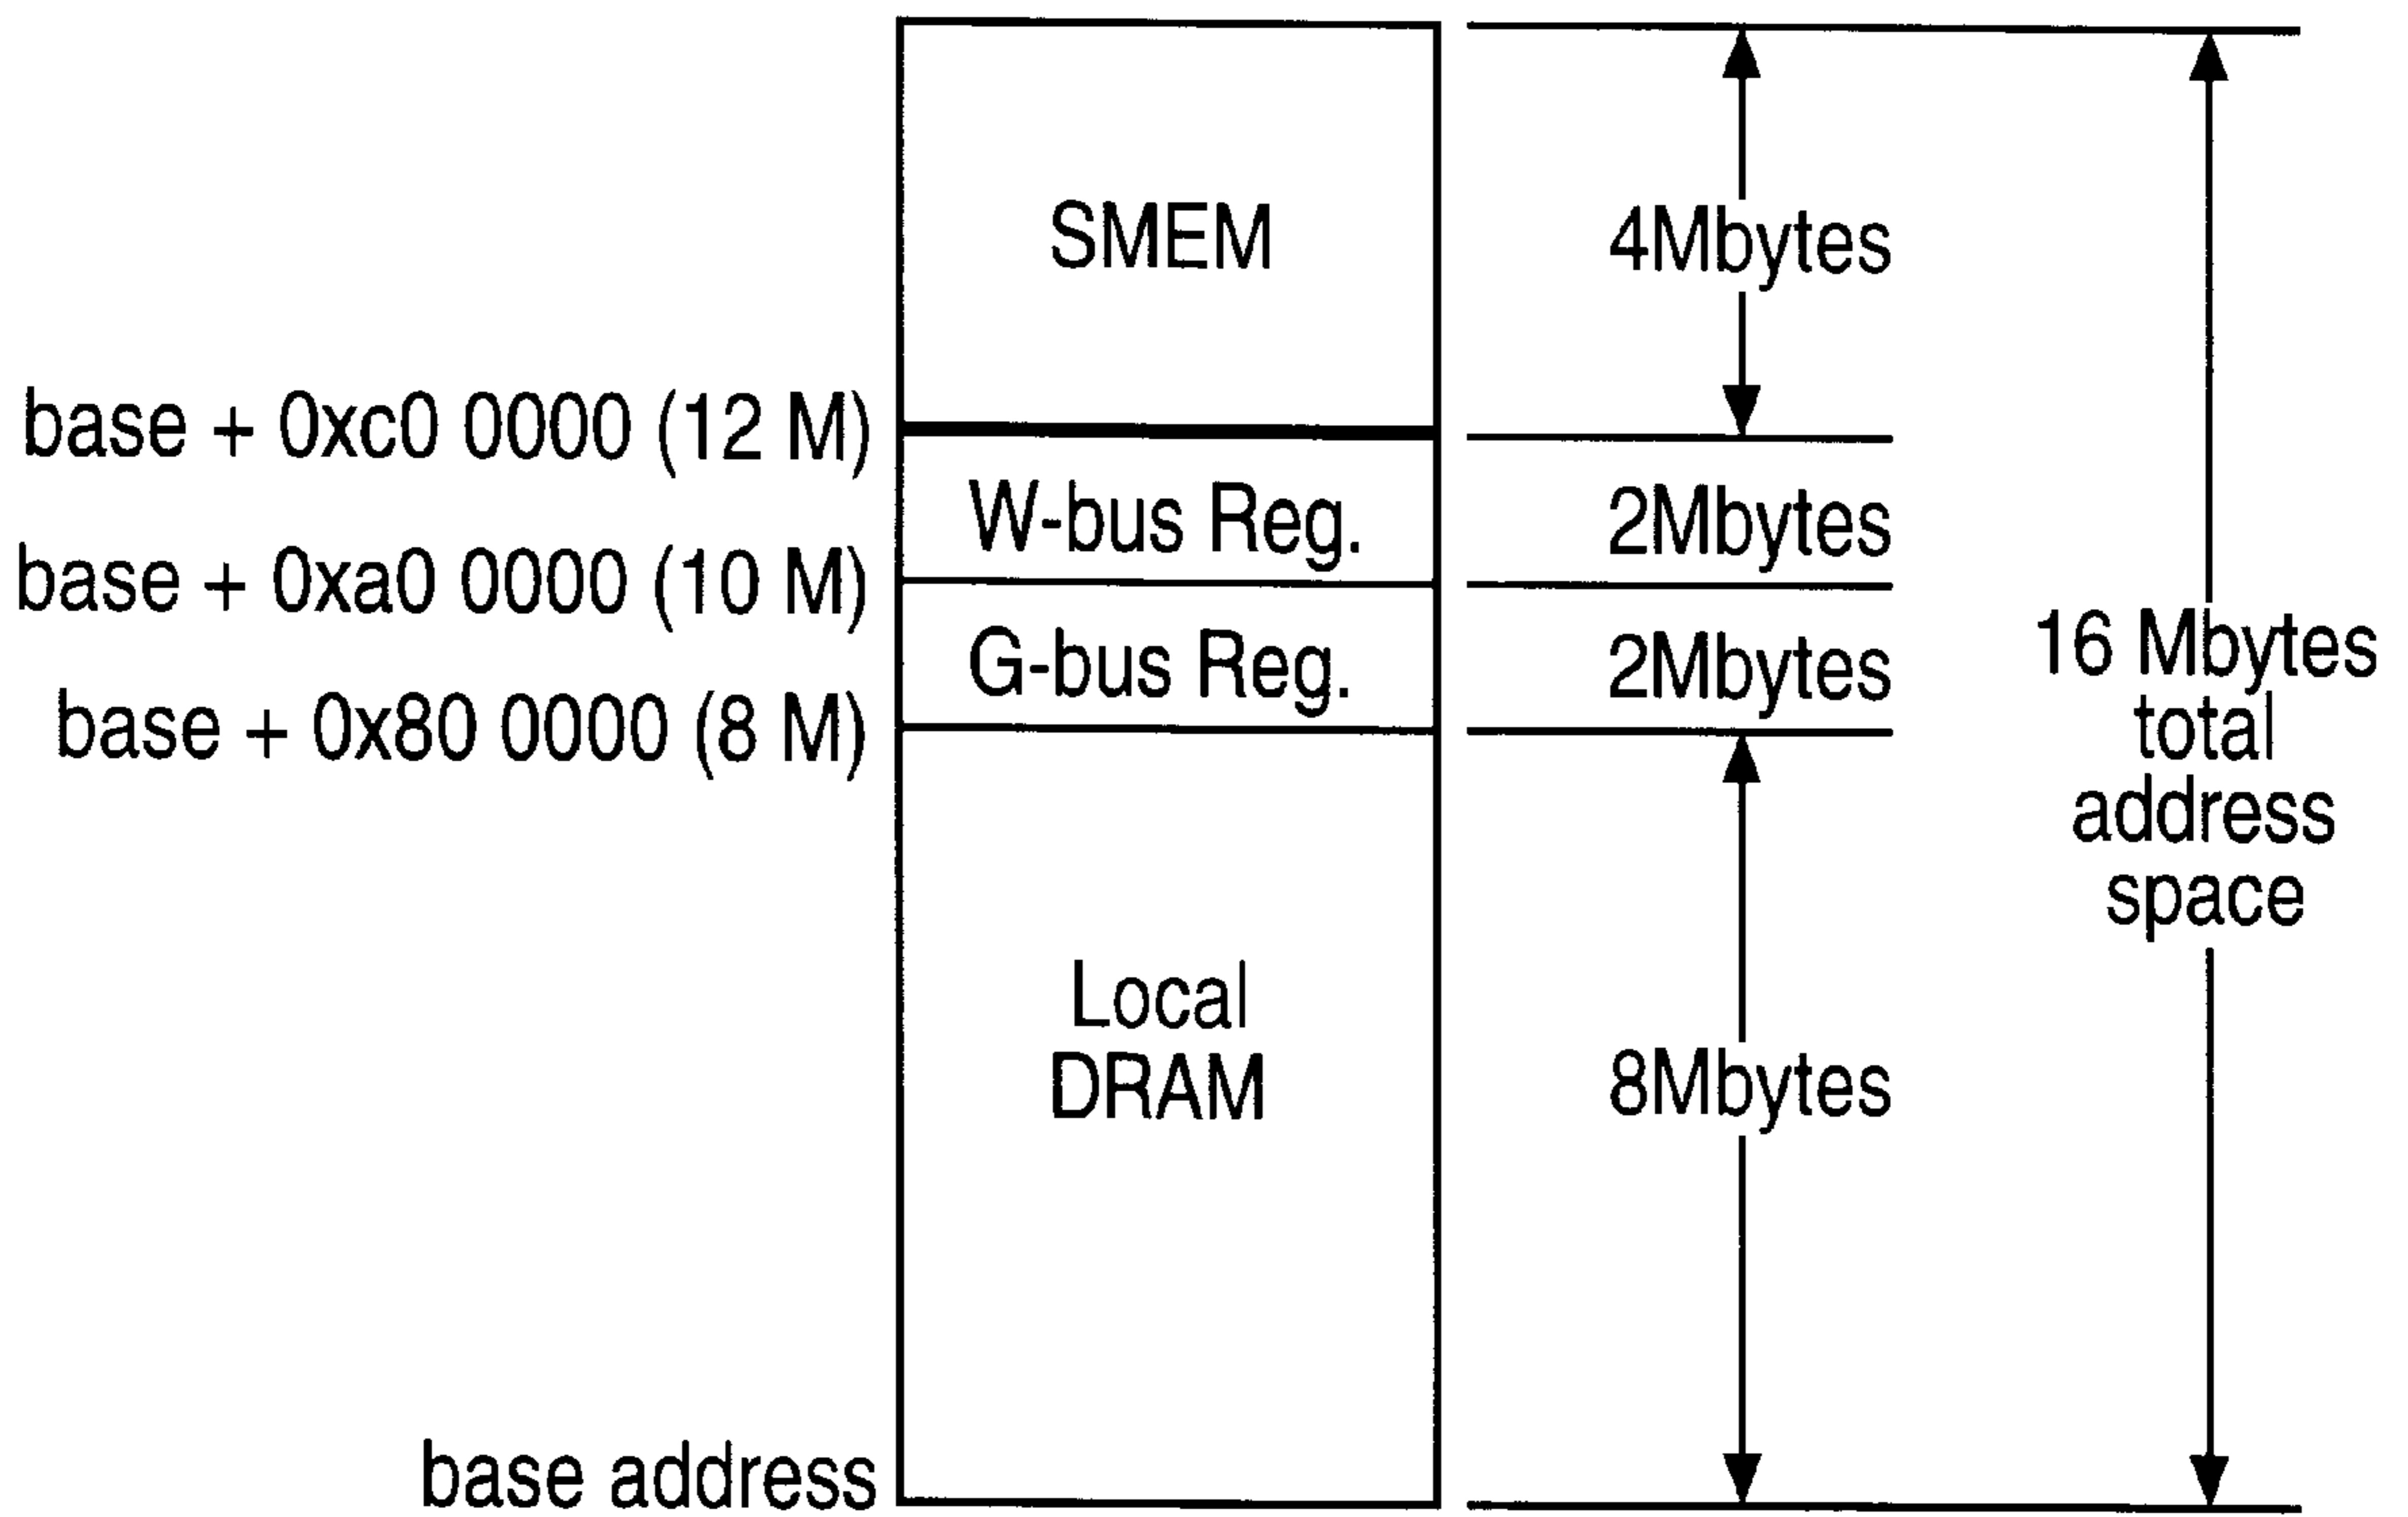 SMEM
4Mbytes
base + 0xc0 0000 (12 M)
W-bus Reg.
2Mbytes
base + 0xa0 0000 (10 M)
G-bus Reg.
2Mbytes
16 Mbytes
total
address
space
base + 0x80 0000 (8 M)
Local
DRAM
8Mbytes
base address